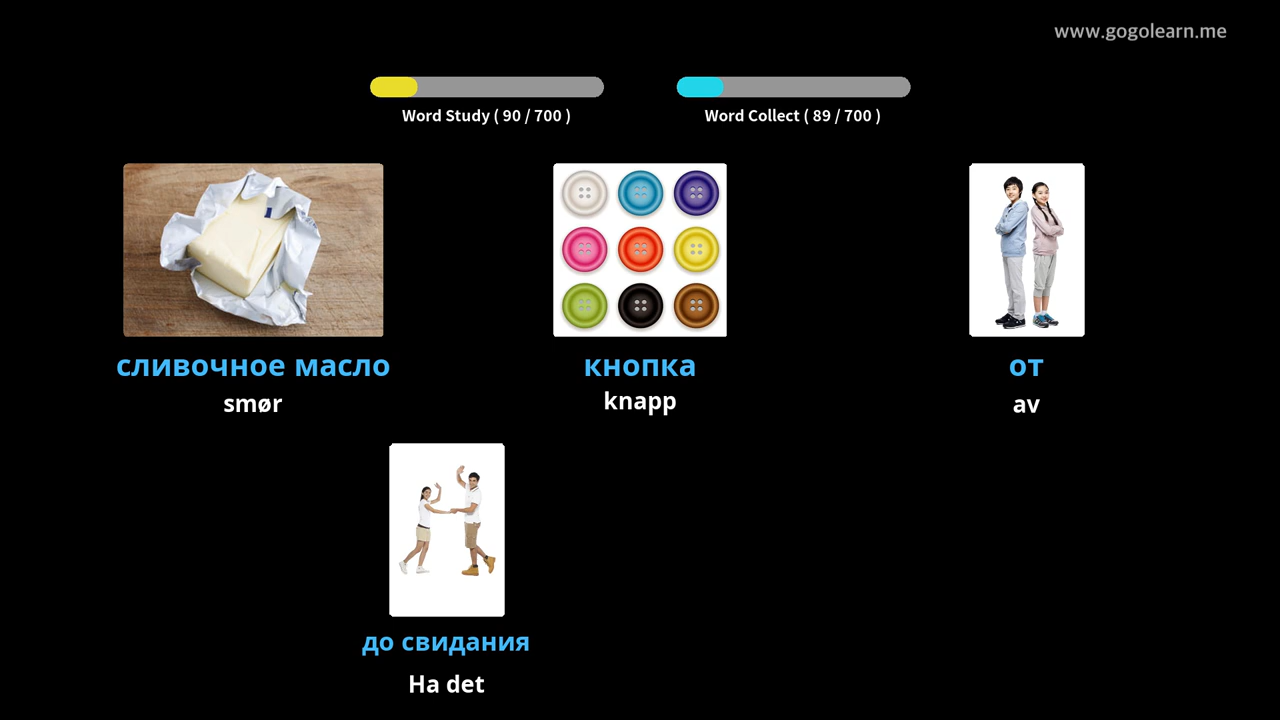 www.gogolearn.me
Word Study ( 90 / 700 )
Word Collect ( 89 / 700 )
сливочное масло
smør
кнопка
knapp
от
av
до свидания
Ha det